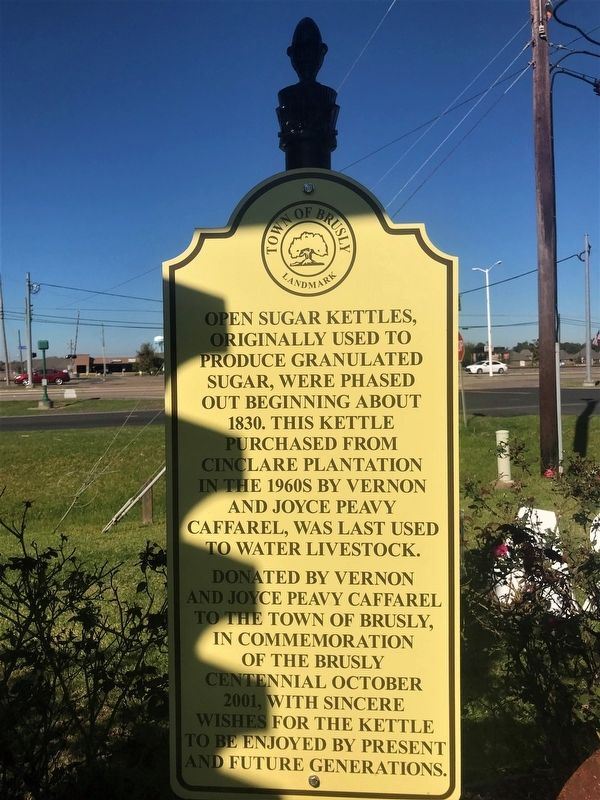 TOWN OF BRUSLY
LANDMARK
OPEN SUGAR KETTLES,
ORIGINALLY USED TO
PRODUCE GRANULATED
SUGAR, WERE PHASED
OUT BEGINNING ABOUT
1830. THIS KETTLE
PURCHASED FROM
CINCLARE PLANTATION
IN THE 1960S BY VERNON
AND JOYCE PEAVY
CAFFAREL, WAS LAST USED
TO WATER LIVESTOCK.
DONATED BY VERNON
AND JOYCE PEAVY CAFFAREL
TO THE TOWN OF BRUSLY,
IN COMMEMORATION
OF THE BRUSLY
CENTENNIAL OCTOBER
2001, WITH SINCERE
WISHES FOR THE KETTLE
TO BE ENJOYED BY PRESENT
AND FUTURE GENERATIONS.